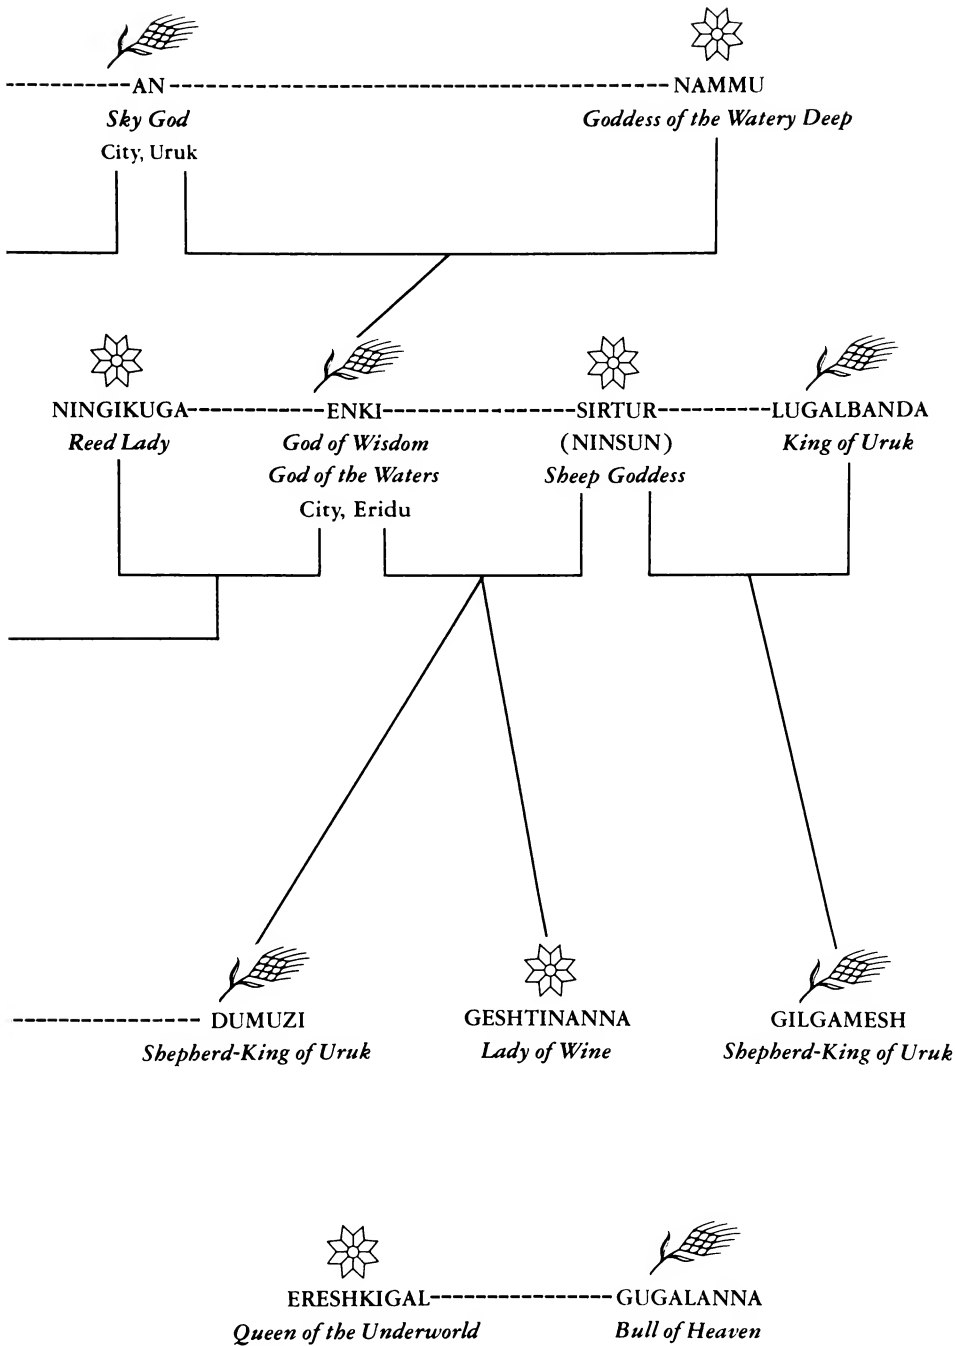 AN NAMMU
Sky God Goddess of the Watery Deep
City, Uruk
NINGIKUGA ENKI SIRTUR LUGALBANDA
Reed Lady God of Wisdom (NINSUN) King of Uruk
God of the Waters Sheep Goddess
City, Eridu
DUMUZI GESHTINANNA GILGAMESH
Shepherd-King of Uruk Lady of Wine Shepherd-King of Uruk
ERESHKIGAL GUGALANNA
Queen of the Underworld Bull of Heaven